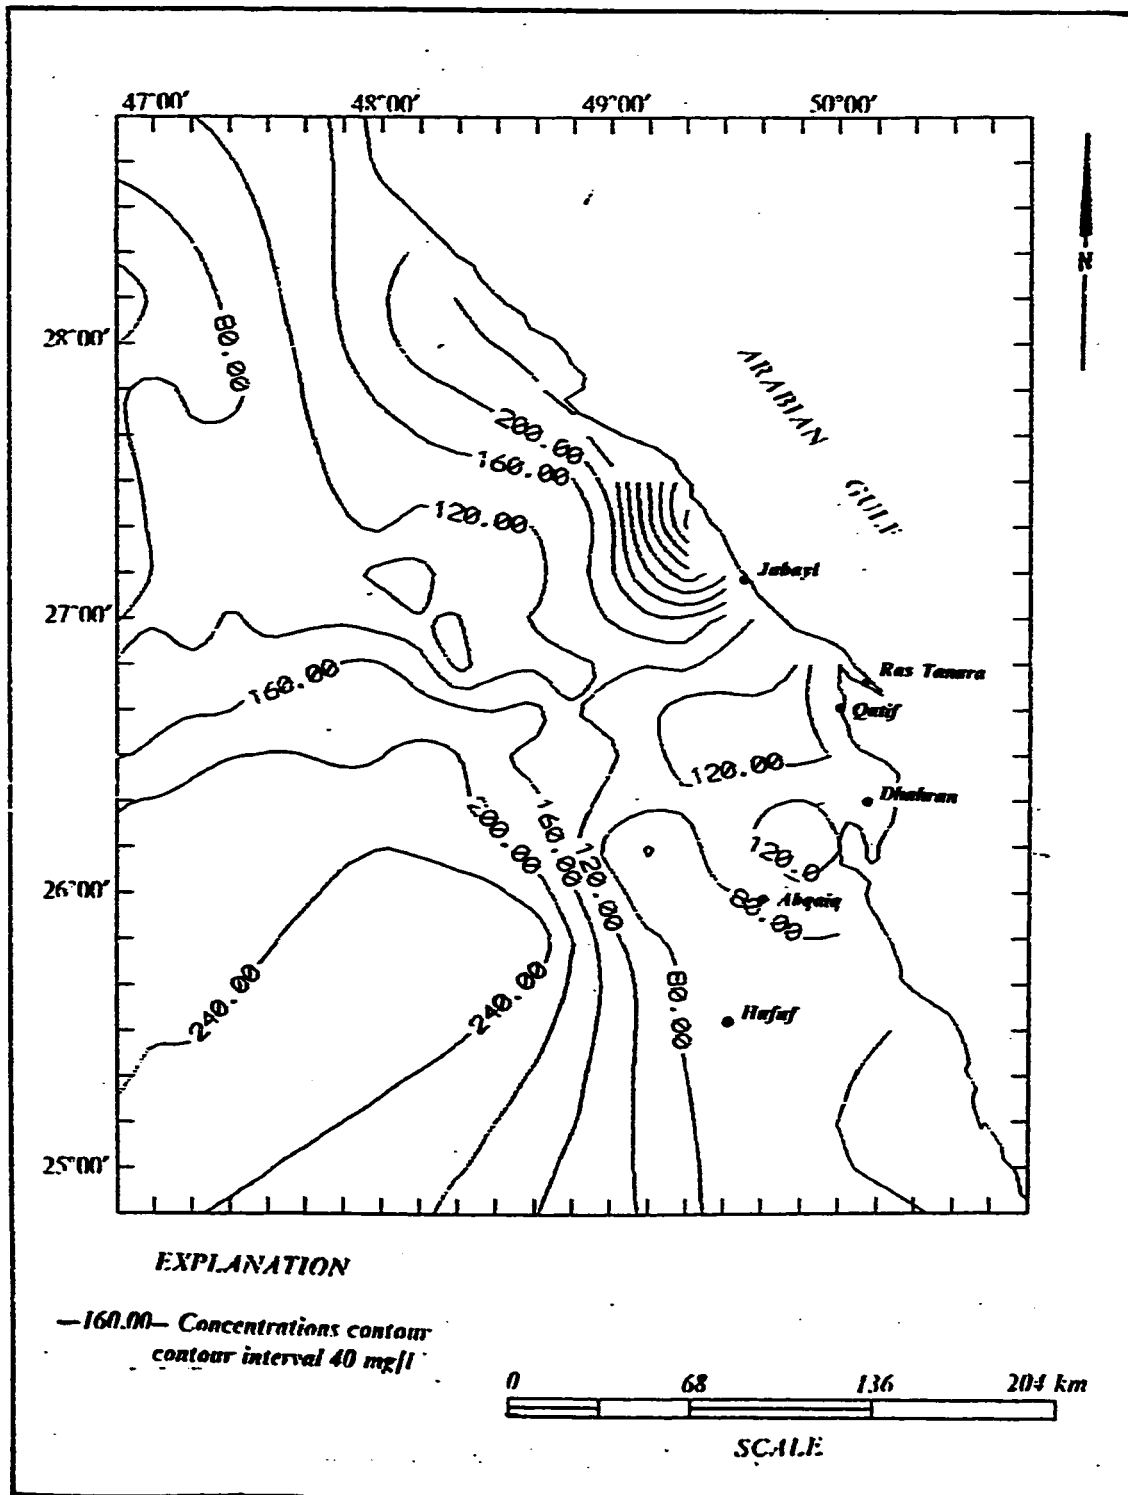 47°00' 48°00' 49°00' 50°00'
N
28°00'
80.00
ARABIAN
GULF
200.00
160.00
120.00
Jubayl
27°00'
160.00
Ras Tanura
Qatif
120.00
Dhahran
200.00
160.00
120.00
120.0
26°00'
80.00
Abqaiq
240.00
240.00
80.00
Hufuf
25°00'
EXPLANATION
—160.00— Concentrations contour
contour interval 40 mg/l
0 68 136 204 km
SCALE